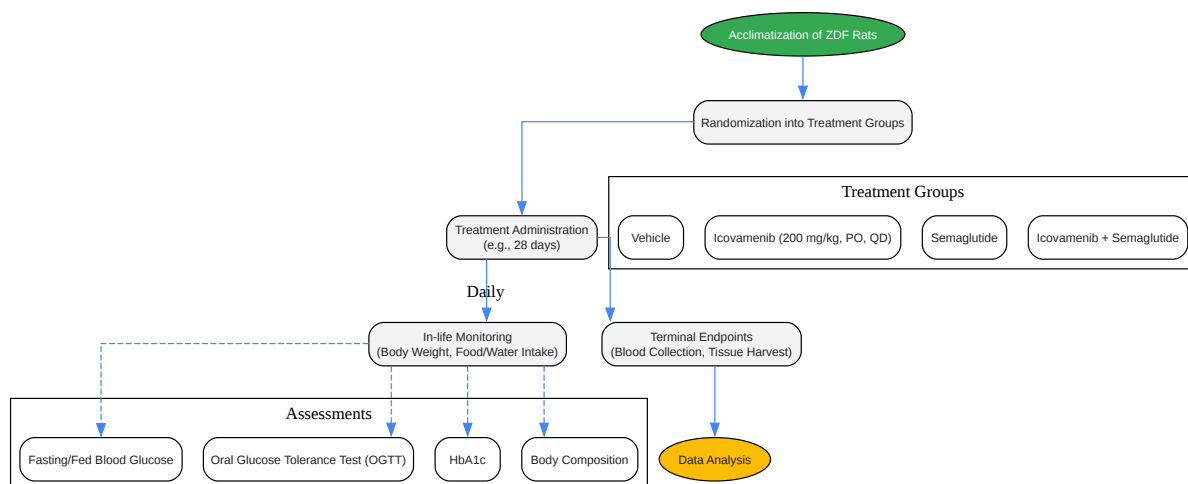 Acclimatization of ZDF Rats
Randomization into Treatment Groups
Treatment Groups
Treatment Administration
(e.g., 28 days)
Vehicle
Icovamenib (200 mg/kg, PO, QD)
Semaglutide
Icovamenib + Semaglutide
Daily
In-life Monitoring
(Body Weight, Food/Water Intake)
Terminal Endpoints
(Blood Collection, Tissue Harvest)
Assessments
Fasting/Fed Blood Glucose
Oral Glucose Tolerance Test (OGTT)
HbA1c
Body Composition
Data Analysis